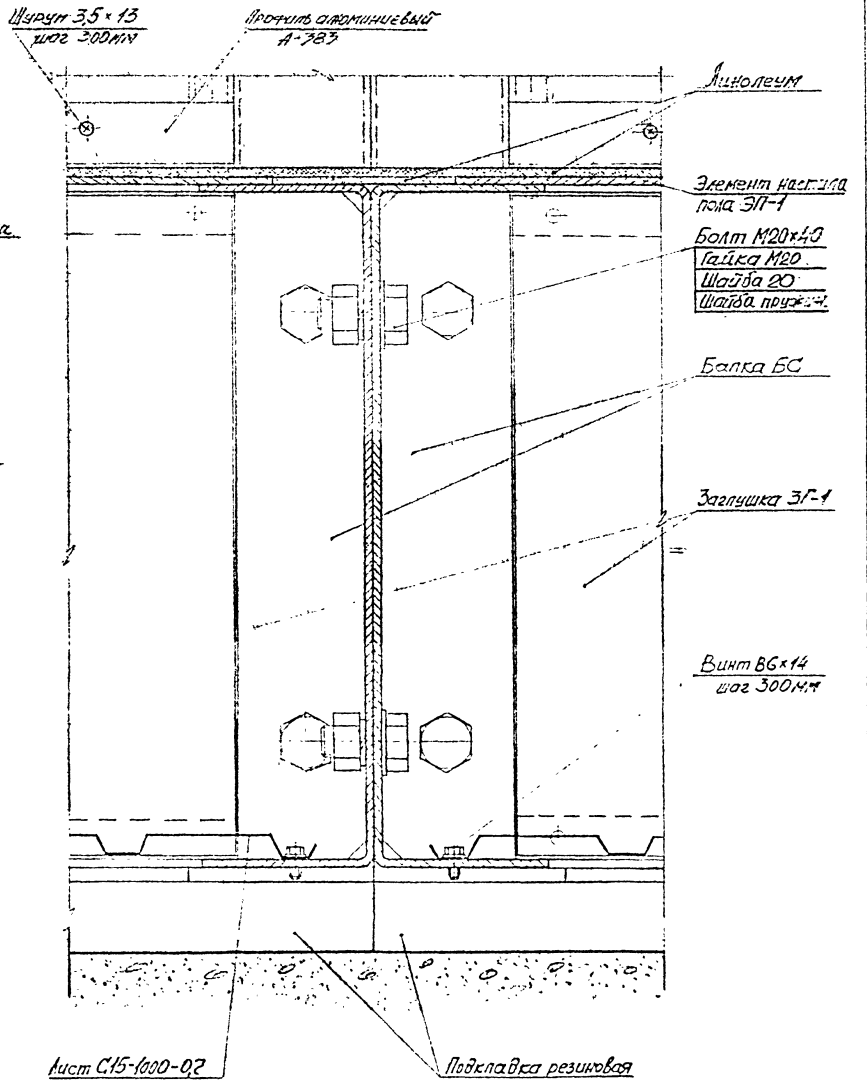 Шуруп 3,5×13
шаг 300мм
Профиль алюминиевый
А-383
Линолеум
Элемент настила
пола ЭП-1
Болт М20×40
Гайка М20
Шайба 20
Шайба пружин.
Балка БС
Заглушка ЗГ-1
Винт В6×14
шаг 300мм
Лист С15-1000-0,7
Подкладка резиновая